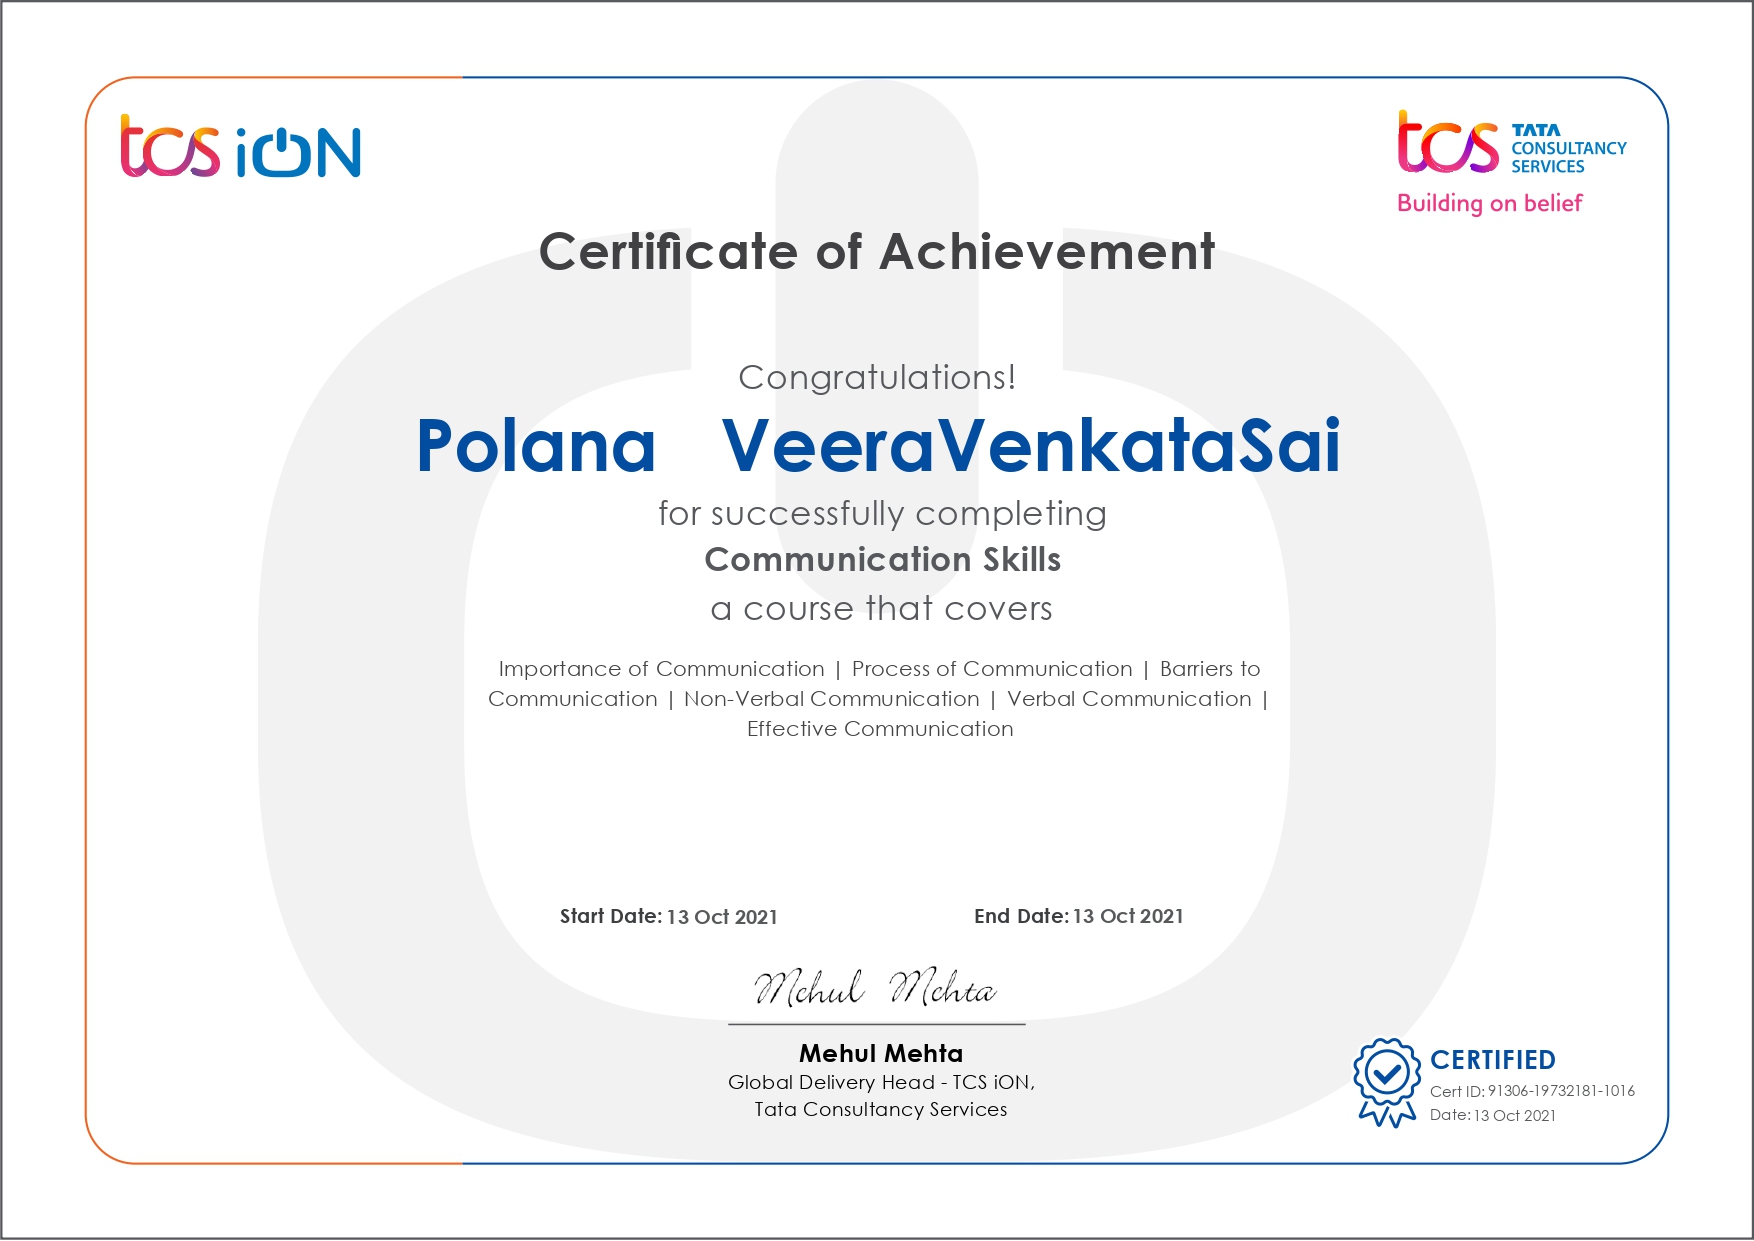 tcs iON
tcs TATA
CONSULTANCY
SERVICES
Building on belief
Certificate of Achievement
Congratulations!
Polana VeeraVenkataSai
for successfully completing
Communication Skills
a course that covers
Importance of Communication | Process of Communication | Barriers to
Communication | Non-Verbal Communication | Verbal Communication |
Effective Communication
Start Date: 13 Oct 2021 End Date: 13 Oct 2021
Mehul Mehta
Mehul Mehta
Global Delivery Head - TCS iON,
Tata Consultancy Services
CERTIFIED
Cert ID: 91306-19732181-1016
Date: 13 Oct 2021